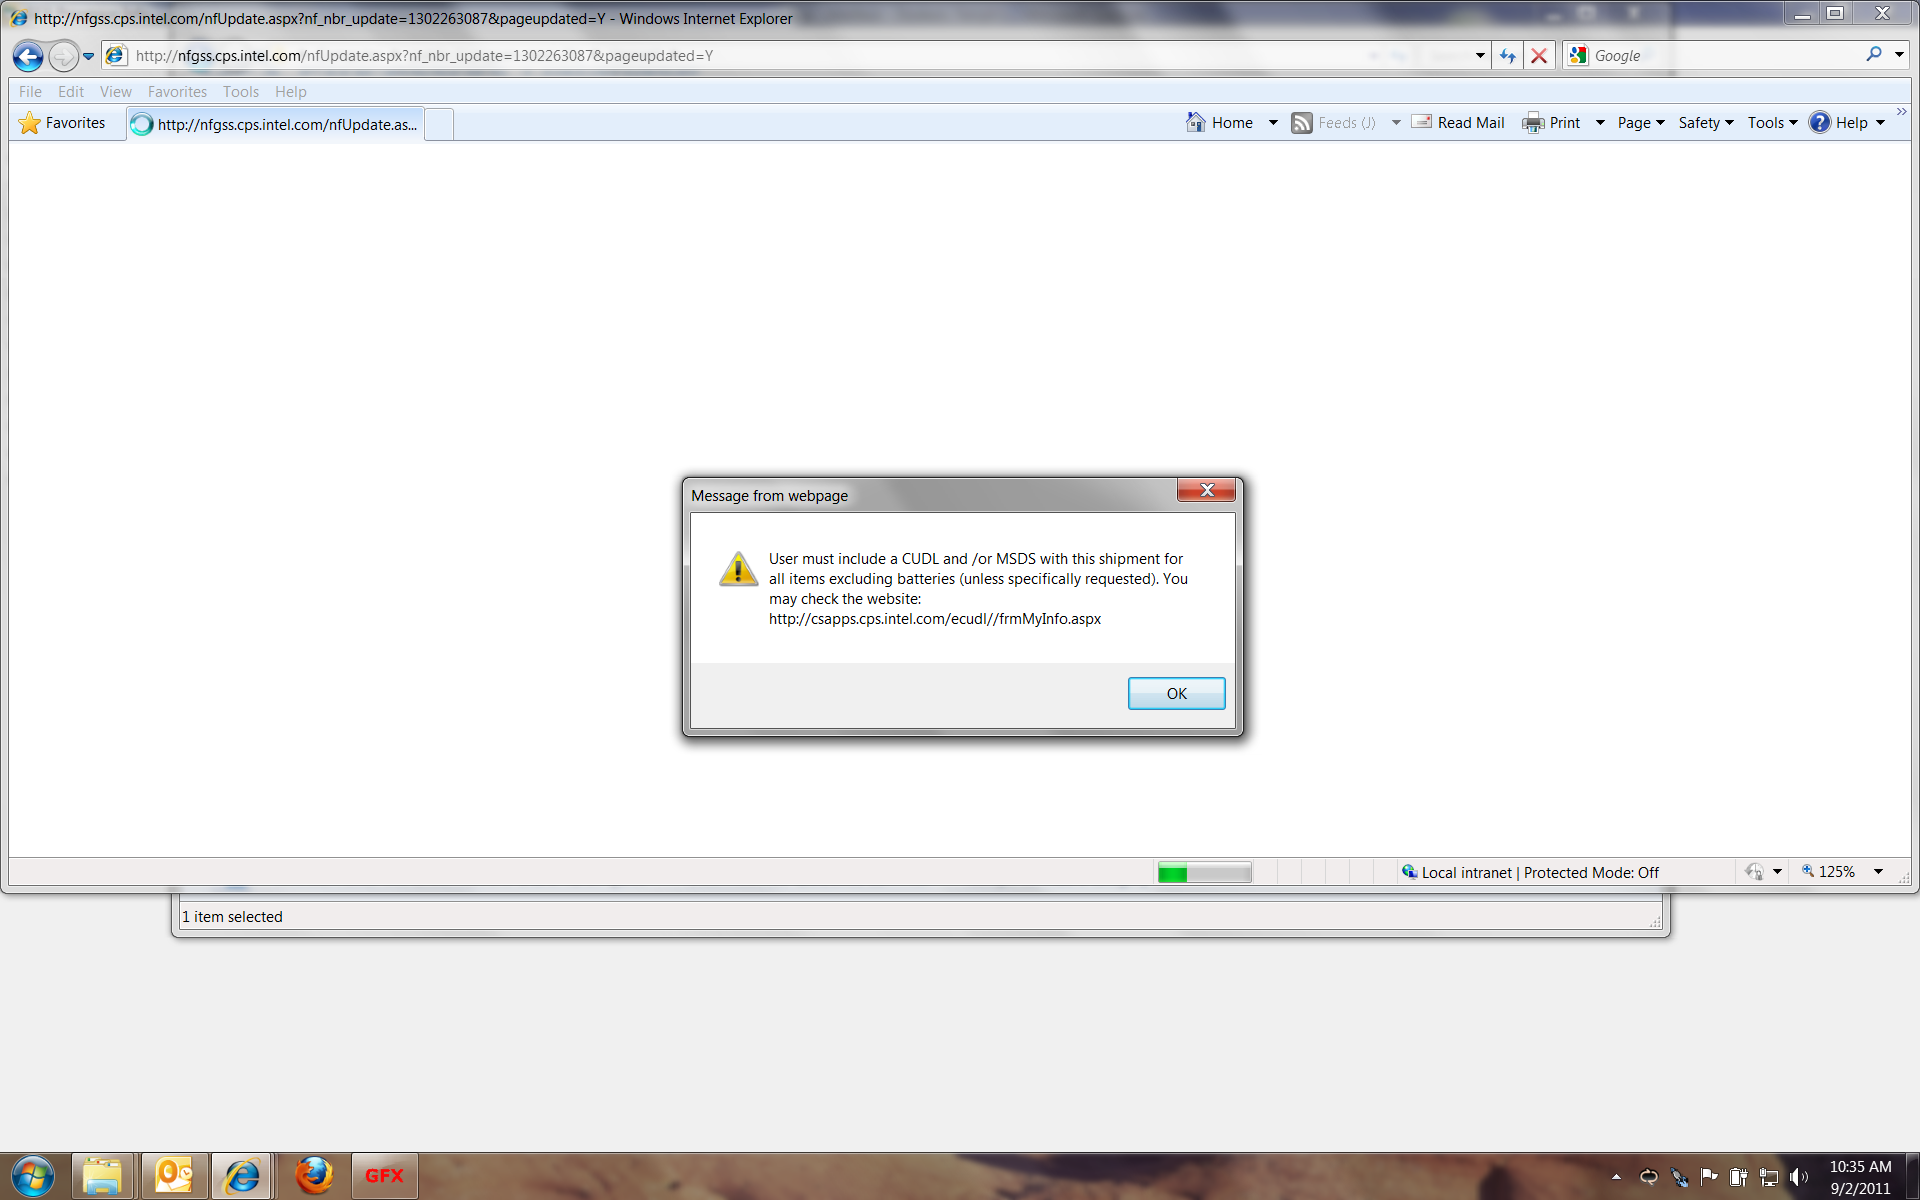 http://nfgss.cps.intel.com/nfUpdate.aspx?nf_nbr_update=1302263087&pageupdated=Y - Windows Internet Explorer
http://nfgss.cps.intel.com/nfUpdate.aspx?nf_nbr_update=1302263087&pageupdated=Y
Google
File Edit View Favorites Tools Help
Favorites http://nfgss.cps.intel.com/nfUpdate.as... Home Feeds (J) Read Mail Print Page Safety Tools Help
Message from webpage
User must include a CUDL and /or MSDS with this shipment for
all items excluding batteries (unless specifically requested). You
may check the website:
http://csapps.cps.intel.com/ecudl//frmMyInfo.aspx
OK
Local intranet | Protected Mode: Off 125%
1 item selected
GFX
10:35 AM
9/2/2011